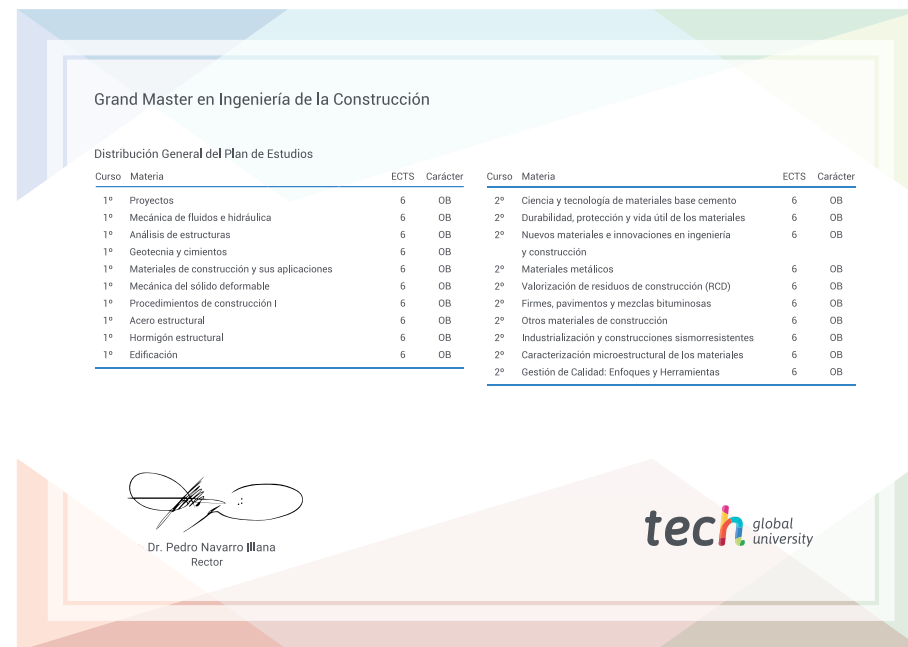 Grand Master en Ingeniería de la Construcción
Distribución General del Plan de Estudios
Curso Materia ECTS Carácter
1º Proyectos 6 OB
1º Mecánica de fluidos e hidráulica 6 OB
1º Análisis de estructuras 6 OB
1º Geotecnia y cimientos 6 OB
1º Materiales de construcción y sus aplicaciones 6 OB
1º Mecánica del sólido deformable 6 OB
1º Procedimientos de construcción I 6 OB
1º Acero estructural 6 OB
1º Hormigón estructural 6 OB
1º Edificación 6 OB
Curso Materia ECTS Carácter
2º Ciencia y tecnología de materiales base cemento 6 OB
2º Durabilidad, protección y vida útil de los materiales 6 OB
2º Nuevos materiales e innovaciones en ingeniería 6 OB
y construcción
2º Materiales metálicos 6 OB
2º Valorización de residuos de construcción (RCD) 6 OB
2º Firmes, pavimentos y mezclas bituminosas 6 OB
2º Otros materiales de construcción 6 OB
2º Industrialización y construcciones sismorresistentes 6 OB
2º Caracterización microestructural de los materiales 6 OB
2º Gestión de Calidad: Enfoques y Herramientas 6 OB
Dr. Pedro Navarro Illana
Rector
tech global
university